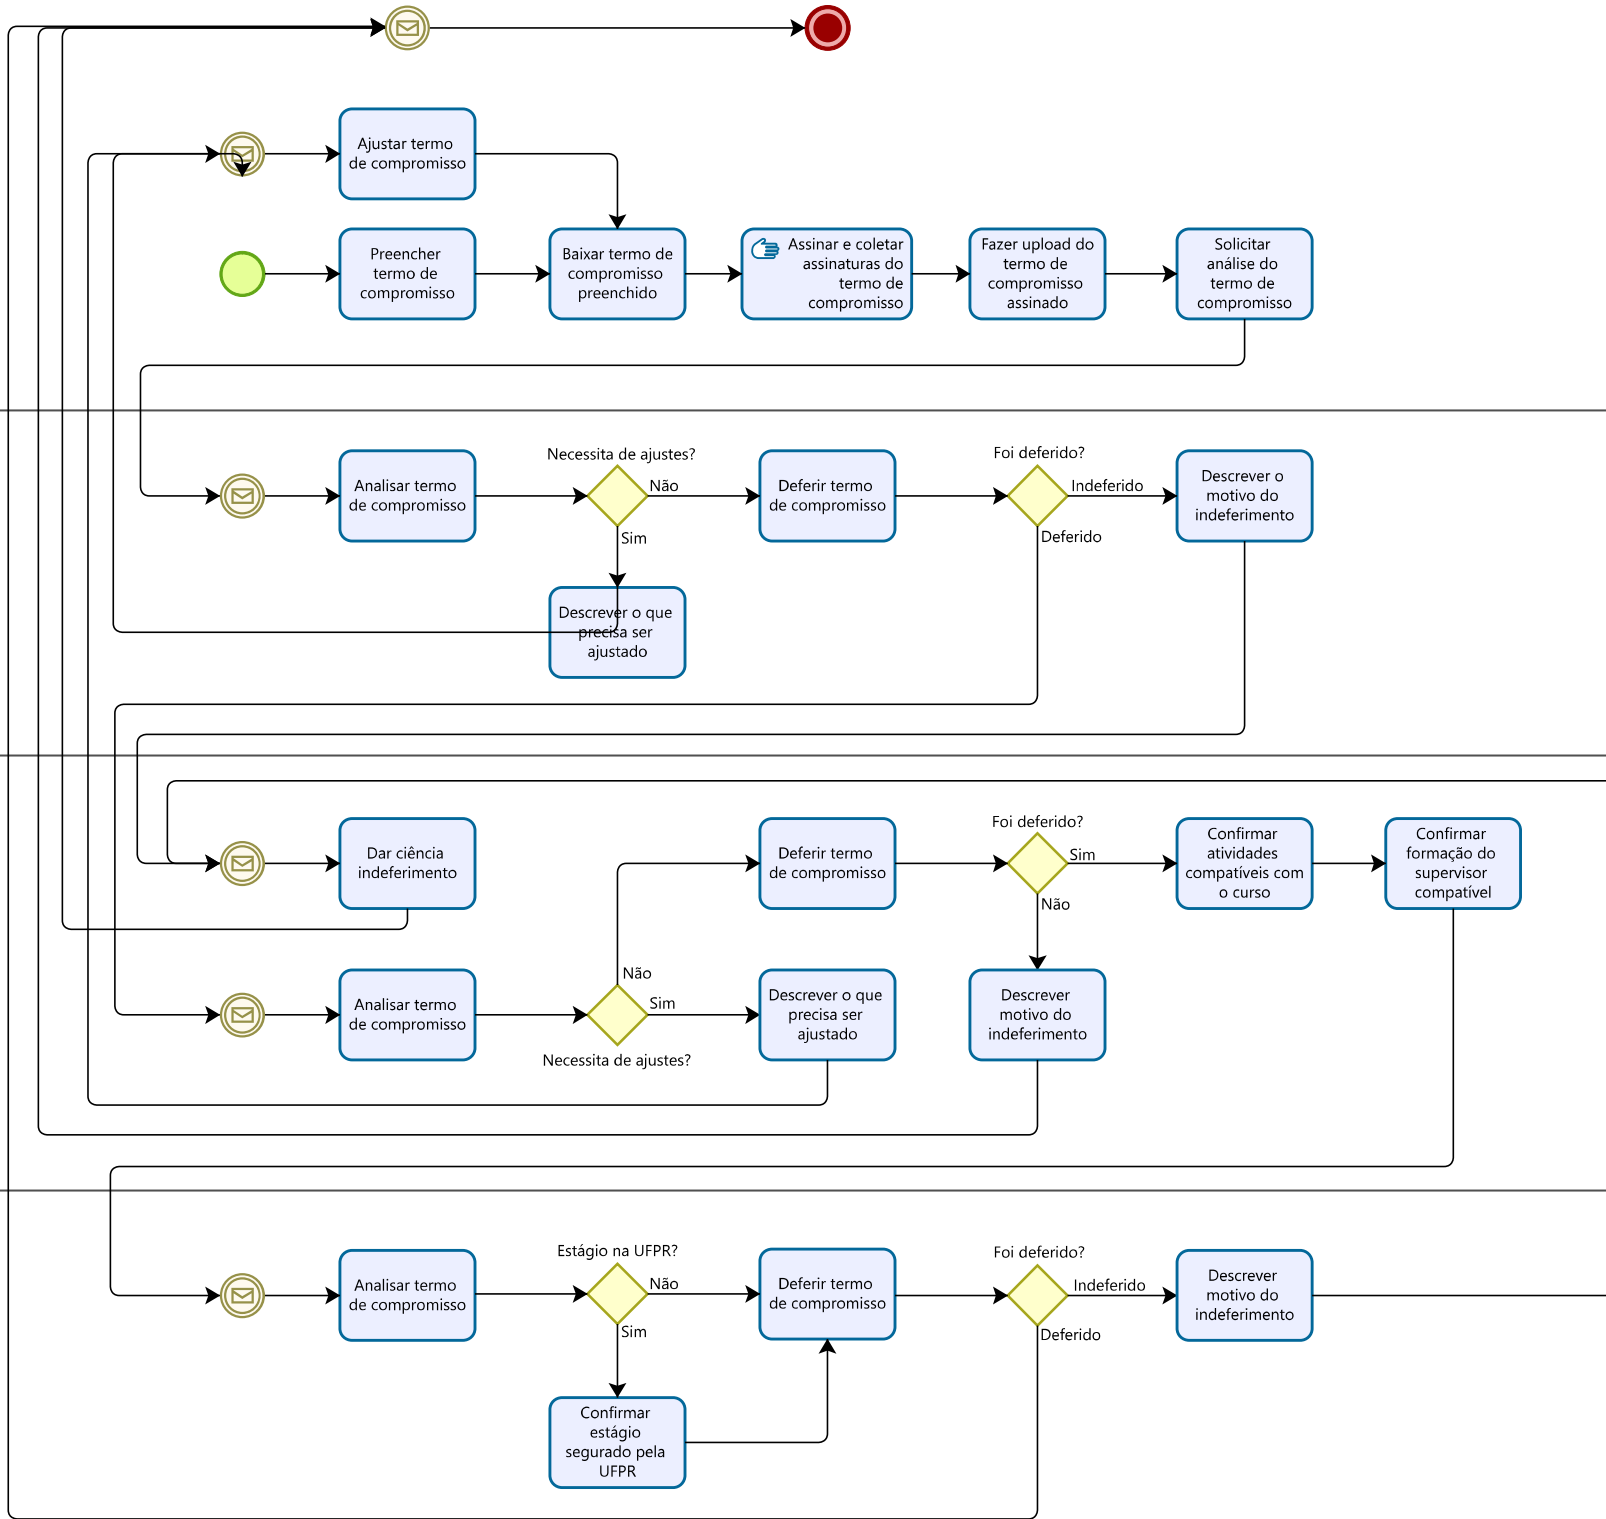 Ajustar termo
de compromisso
Preencher
termo de
compromisso
Baixar termo de
compromisso
preenchido
Assinar e coletar
assinaturas do
termo de
compromisso
Fazer upload do
termo de
compromisso
assinado
Solicitar
análise do
termo de
compromisso
Analisar termo
de compromisso
Necessita de ajustes?
Não
Sim
Descrever o que
precisa ser
ajustado
Deferir termo
de compromisso
Foi deferido?
Indeferido
Deferido
Descrever o
motivo do
indeferimento
Dar ciência
indeferimento
Deferir termo
de compromisso
Foi deferido?
Sim
Não
Confirmar
atividades
compatíveis com
o curso
Confirmar
formação do
supervisor
compatível
Analisar termo
de compromisso
Não
Sim
Necessita de ajustes?
Descrever o que
precisa ser
ajustado
Descrever
motivo do
indeferimento
Analisar termo
de compromisso
Estágio na UFPR?
Não
Sim
Confirmar
estágio
segurado pela
UFPR
Deferir termo
de compromisso
Foi deferido?
Indeferido
Deferido
Descrever
motivo do
indeferimento